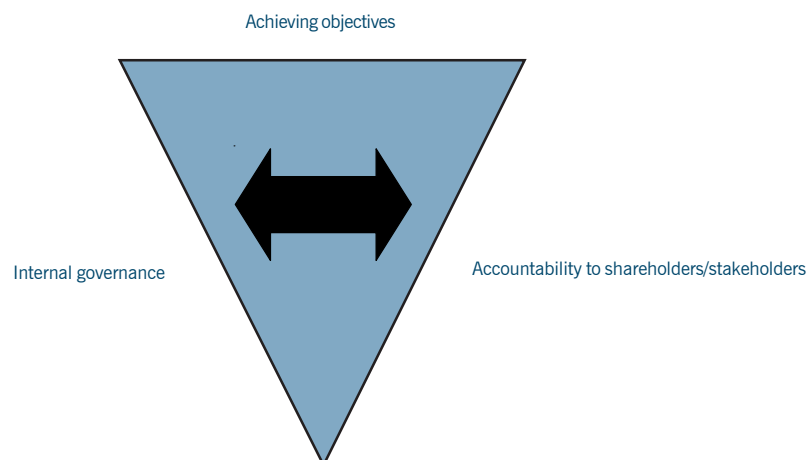 Achieving objectives
Internal governance
Accountability to shareholders/stakeholders